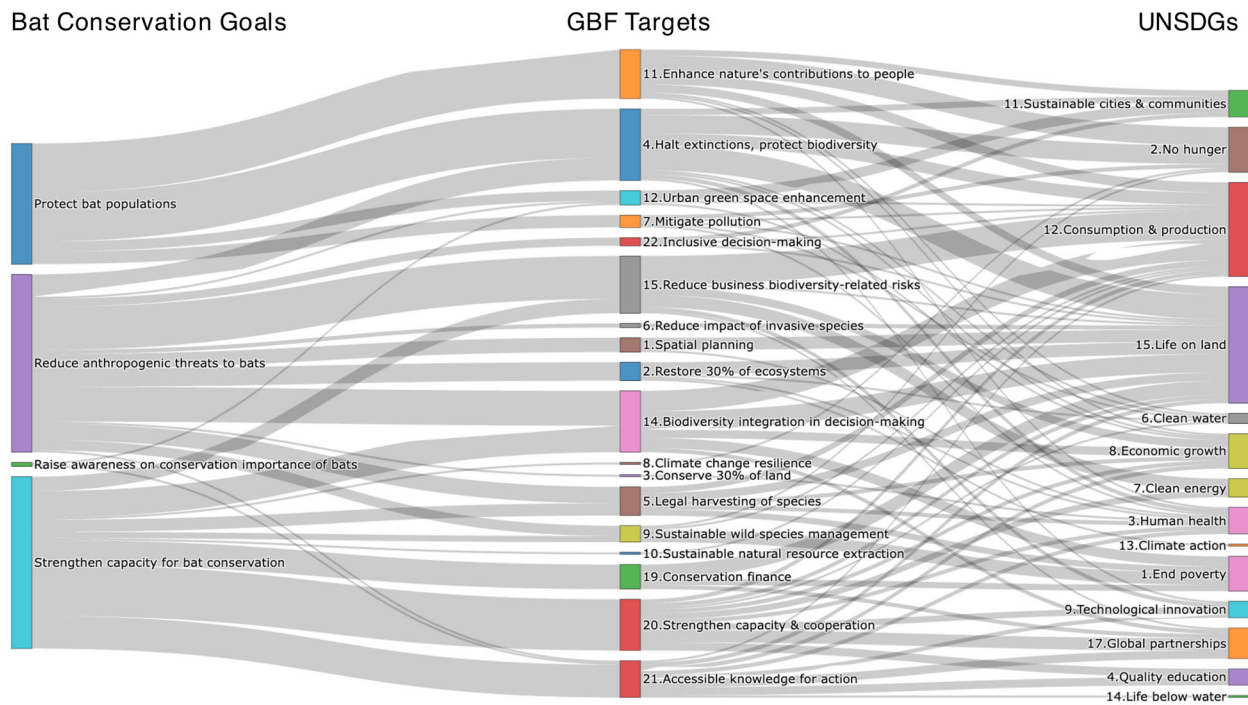 Bat Conservation Goals
GBF Targets
UNSDGs
Protect bat populations
Reduce anthropogenic threats to bats
Raise awareness on conservation importance of bats
Strengthen capacity for bat conservation
11.Enhance nature's contributions to people
4.Halt extinctions, protect biodiversity
12.Urban green space enhancement
7.Mitigate pollution
22.Inclusive decision-making
15.Reduce business biodiversity-related risks
6.Reduce impact of invasive species
1.Spatial planning
2.Restore 30% of ecosystems
14.Biodiversity integration in decision-making
8.Climate change resilience
3.Conserve 30% of land
5.Legal harvesting of species
9.Sustainable wild species management
10.Sustainable natural resource extraction
19.Conservation finance
20.Strengthen capacity & cooperation
21.Accessible knowledge for action
11.Sustainable cities & communities
2.No hunger
12.Consumption & production
15.Life on land
6.Clean water
8.Economic growth
7.Clean energy
3.Human health
13.Climate action
1.End poverty
9.Technological innovation
17.Global partnerships
4.Quality education
14.Life below water